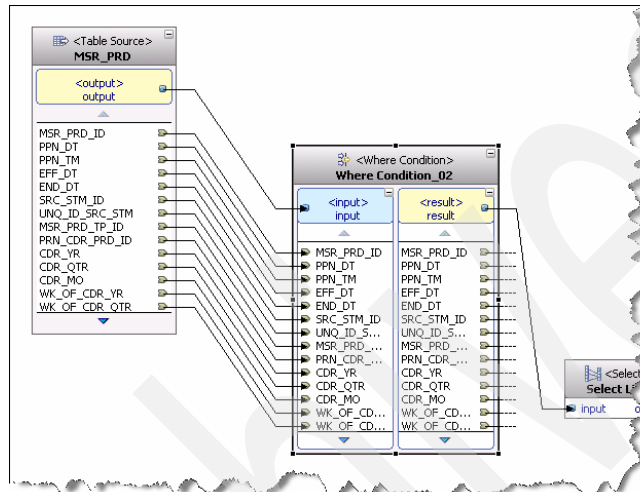 <Table Source>
MSR_PRD
<output>
output
MSR_PRD_ID
PPN_DT
PPN_TM
EFF_DT
END_DT
SRC_STM_ID
UNQ_ID_SRC_STM
MSR_PRD_TP_ID
PRN_CDR_PRD_ID
CDR_YR
CDR_QTR
CDR_MO
WK_OF_CDR_YR
WK_OF_CDR_QTR
<Where Condition>
Where Condition_02
<input>
input
MSR_PRD_ID
PPN_DT
PPN_TM
EFF_DT
END_DT
SRC_STM_ID
UNQ_ID_S...
MSR_PRD_...
PRN_CDR_...
CDR_YR
CDR_QTR
CDR_MO
WK_OF_CD...
WK_OF_CD...
<result>
result
MSR_PRD_ID
PPN_DT
PPN_TM
EFF_DT
END_DT
SRC_STM_ID
UNQ_ID_S...
MSR_PRD_...
PRN_CDR_...
CDR_YR
CDR_QTR
CDR_MO
WK_OF_CD...
WK_OF_CD...
<Select
Select Li
input o